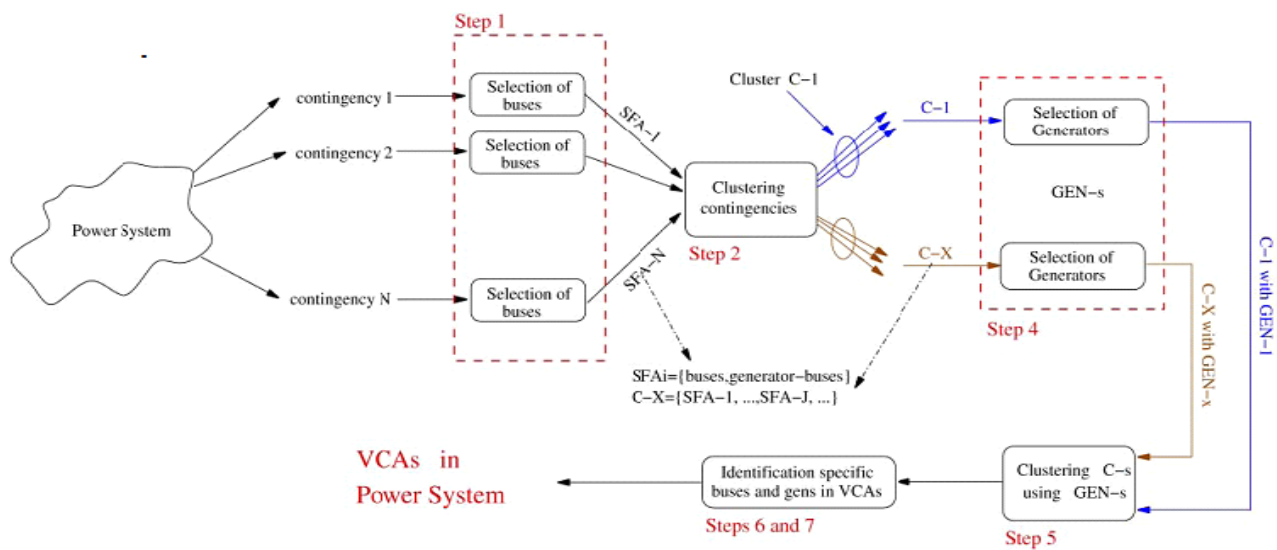 Step 1
Selection of
buses
contingency 1
SFA-1
contingency 2
Selection of
buses
Power System
contingency N
Selection of
buses
SFA-N
Clustering
contingencies
Step 2
Cluster C-1
C-1
Selection of
Generators
GEN-s
C-X
Selection of
Generators
Step 4
C-1 with GEN-1
C-X with GEN-x
SFAi={buses,generator-buses}
C-X={SFA-1, ...,SFA-J, ...}
VCAs in
Power System
Identification specific
buses and gens in VCAs
Steps 6 and 7
Clustering C-s
using GEN-s
Step 5